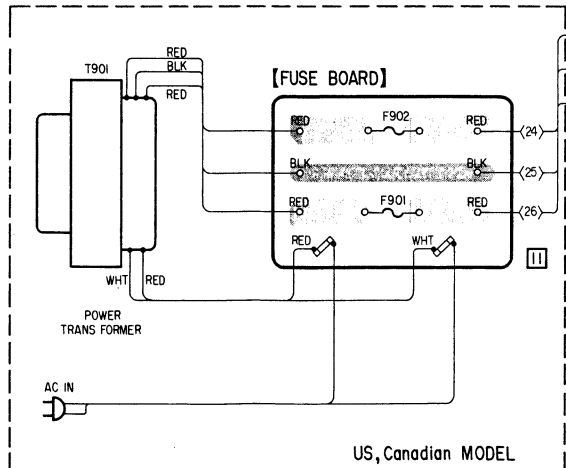 T901
RED
BLK
RED
【FUSE BOARD】
RED
F902
RED
24
BLK
BLK
25
RED
F901
RED
26
RED
WHT
11
WHT
RED
POWER
TRANS FORMER
AC IN
US, Canadian MODEL